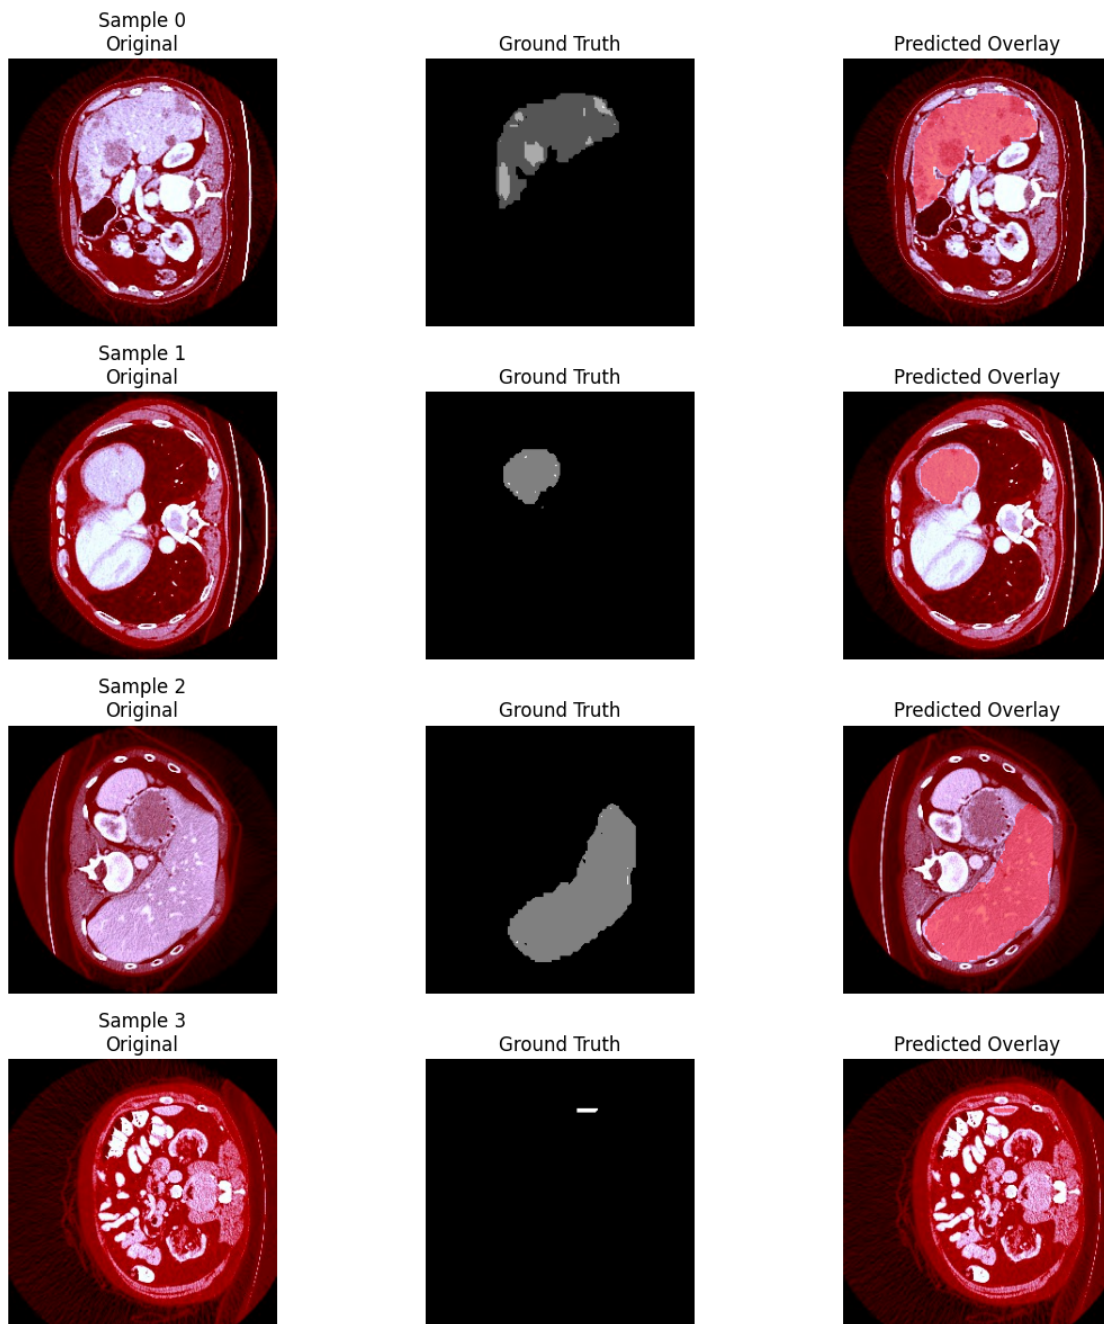 Sample 0
Original
Ground Truth
Predicted Overlay
Sample 1
Original
Ground Truth
Predicted Overlay
Sample 2
Original
Ground Truth
Predicted Overlay
Sample 3
Original
Ground Truth
Predicted Overlay